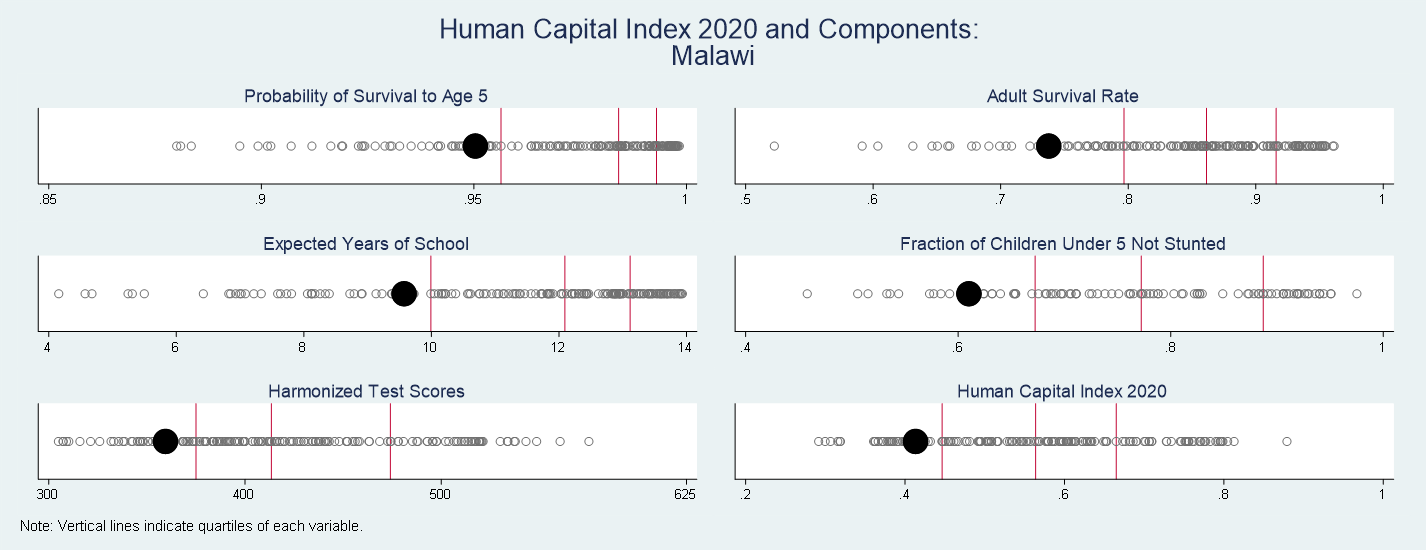 Human Capital Index 2020 and Components:
Malawi
Probability of Survival to Age 5
.85 .9 .95 1
Adult Survival Rate
.5 .6 .7 .8 .9 1
Expected Years of School
4 6 8 10 12 14
Fraction of Children Under 5 Not Stunted
.4 .6 .8 1
Harmonized Test Scores
300 400 500 625
Human Capital Index 2020
.2 .4 .6 .8 1
Note: Vertical lines indicate quartiles of each variable.